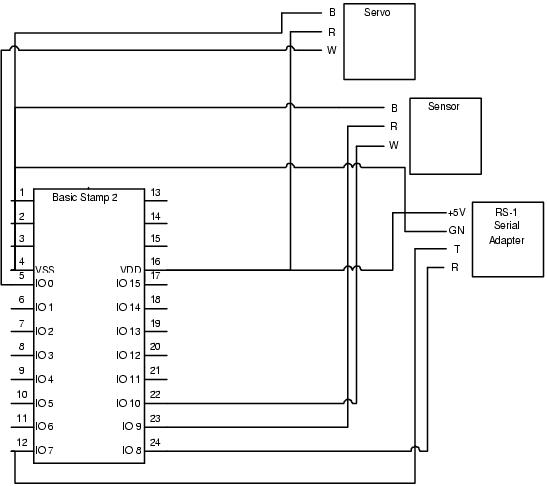 B
Servo
R
W
B
Sensor
R
W
1
Basic Stamp 2
13
+5V
RS-1
2
14
GN
Serial
3
15
T
Adapter
4
VSS
VDD
16
R
5
IO 0
IO 15
17
6
IO 1
IO 14
18
7
IO 2
IO 13
19
8
IO 3
IO 12
20
9
IO 4
IO 11
21
10
IO 5
IO 10
22
11
IO 6
IO 9
23
12
IO 7
IO 8
24